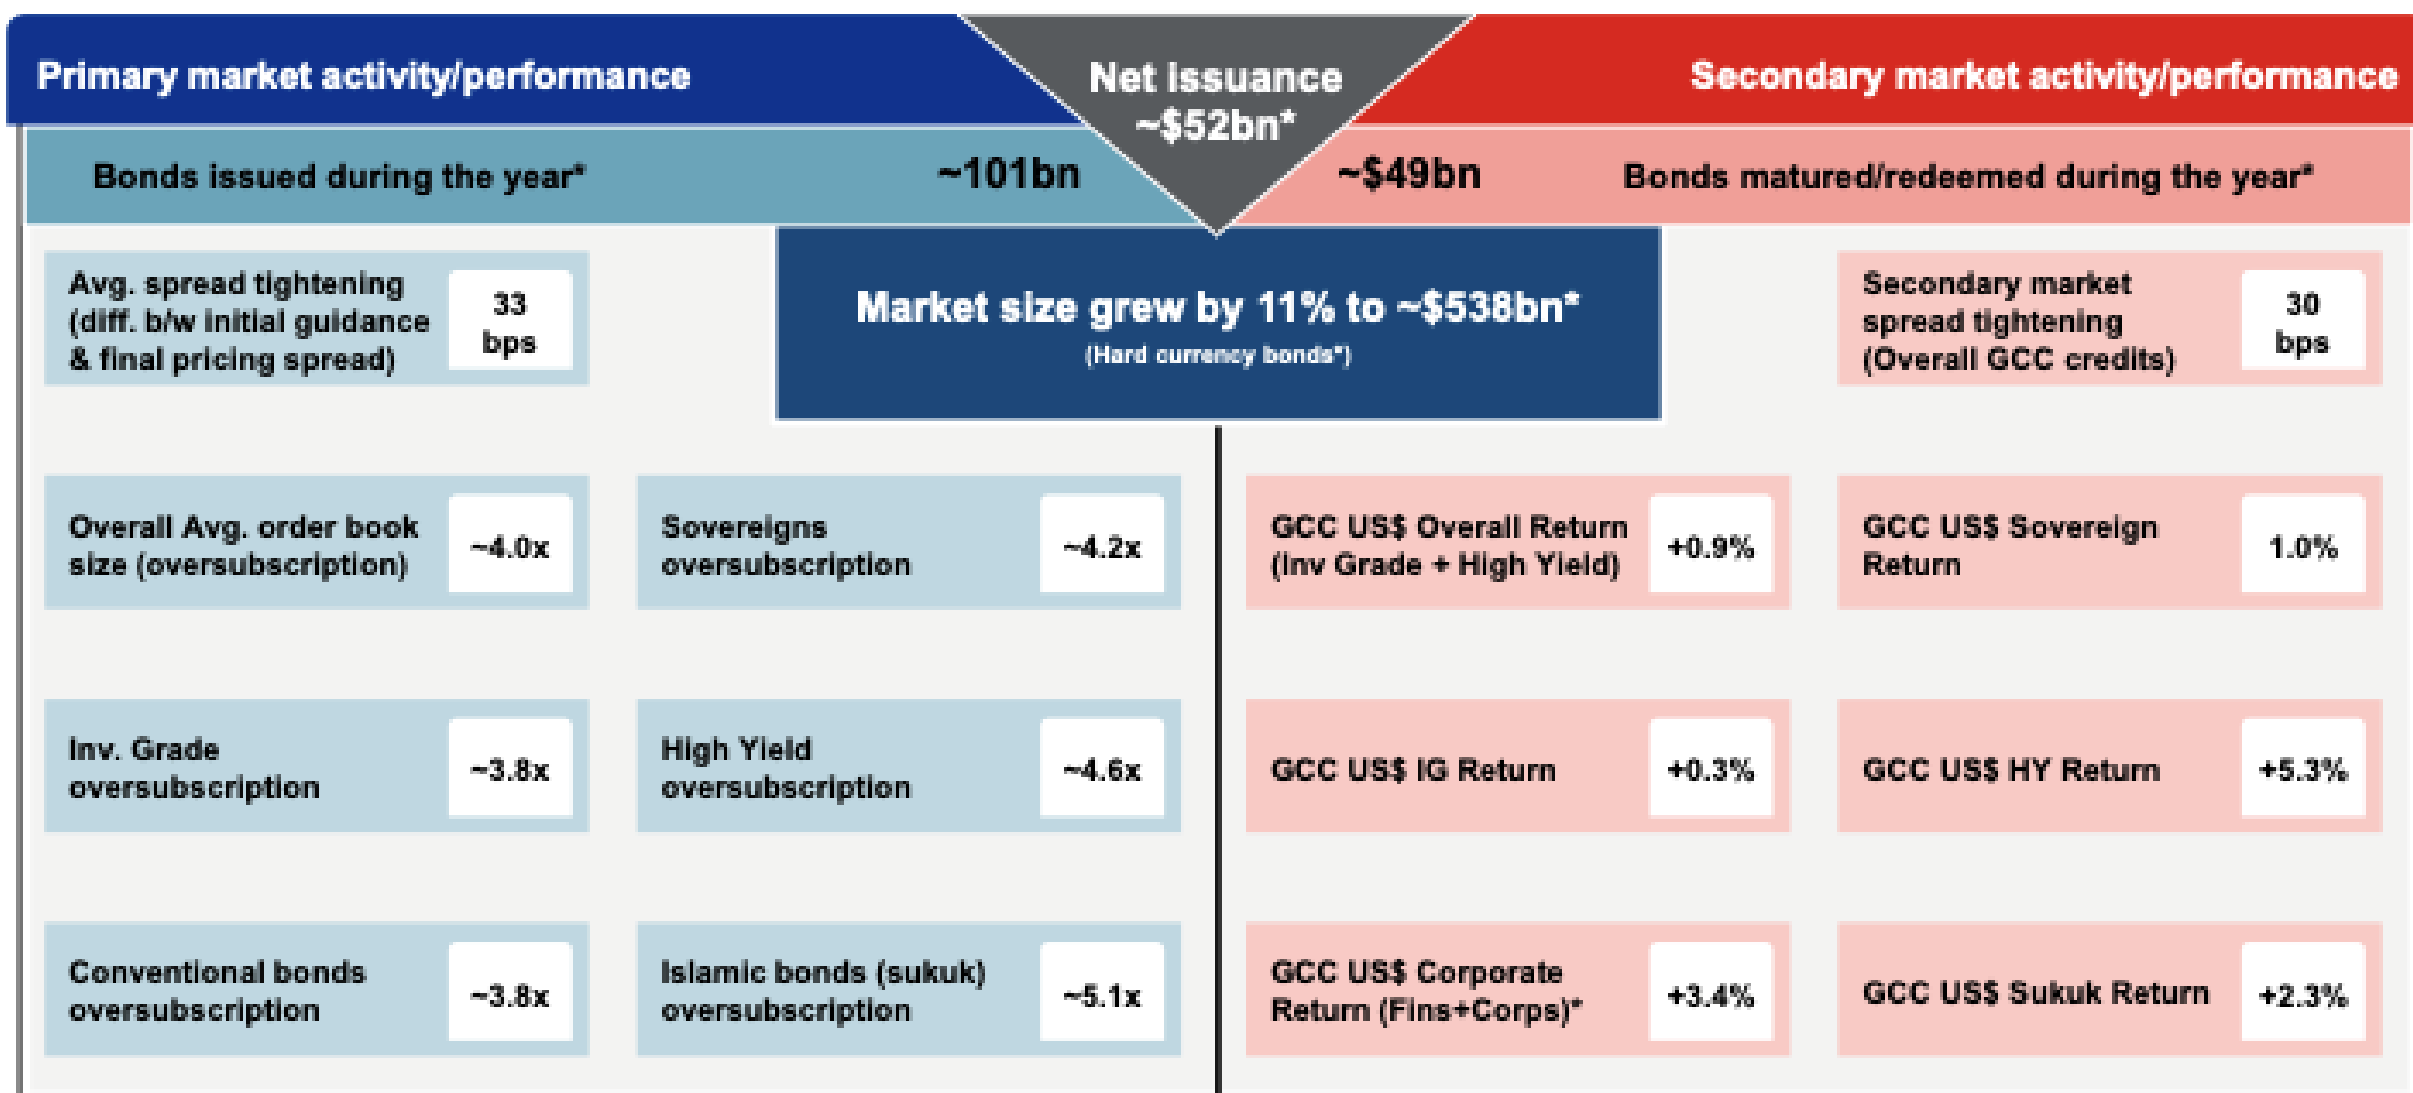 Primary market activity/performance
Net issuance
~$52bn*
Secondary market activity/performance
Bonds issued during the year*
~101bn
~$49bn
Bonds matured/redeemed during the year*
Avg. spread tightening
(diff. b/w initial guidance
& final pricing spread)
33
bps
Market size grew by 11% to ~$538bn*
(Hard currency bonds*)
Secondary market
spread tightening
(Overall GCC credits)
30
bps
Overall Avg. order book
size (oversubscription)
~4.0x
Sovereigns
oversubscription
~4.2x
GCC US$ Overall Return
(Inv Grade + High Yield)
+0.9%
GCC US$ Sovereign
Return
1.0%
Inv. Grade
oversubscription
~3.8x
High Yield
oversubscription
~4.6x
GCC US$ IG Return
+0.3%
GCC US$ HY Return
+5.3%
Conventional bonds
oversubscription
~3.8x
Islamic bonds (sukuk)
oversubscription
~5.1x
GCC US$ Corporate
Return (Fins+Corps)*
+3.4%
GCC US$ Sukuk Return
+2.3%